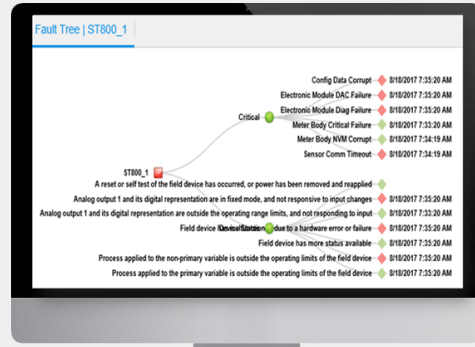 Fault Tree | ST800_1
Config Data Corrupt 8/18/2017 7:35:20 AM
Electronic Module DAC Failure 8/18/2017 7:35:20 AM
Electronic Module Diag Failure 8/18/2017 7:35:20 AM
Critical
Meter Body Critical Failure 8/18/2017 7:33:20 AM
Meter Body NVM Corrupt 8/18/2017 7:34:19 AM
Sensor Comm Timeout 8/18/2017 7:34:19 AM
ST800_1
A reset or self test of the field device has occurred, or power has been removed and reapplied
Analog output 1 and its digital representation are in fixed mode, and not responsive to input changes 8/18/2017 7:35:20 AM
Analog output 1 and its digital representation are outside the operating range limits, and not responding to input 8/18/2017 7:33:20 AM
Field device due to a hardware error or failure 8/18/2017 7:35:20 AM
Field device has more status available 8/18/2017 7:35:20 AM
Process applied to the non-primary variable is outside the operating limits of the field device 8/18/2017 7:35:20 AM
Process applied to the primary variable is outside the operating limits of the field device 8/18/2017 7:35:20 AM